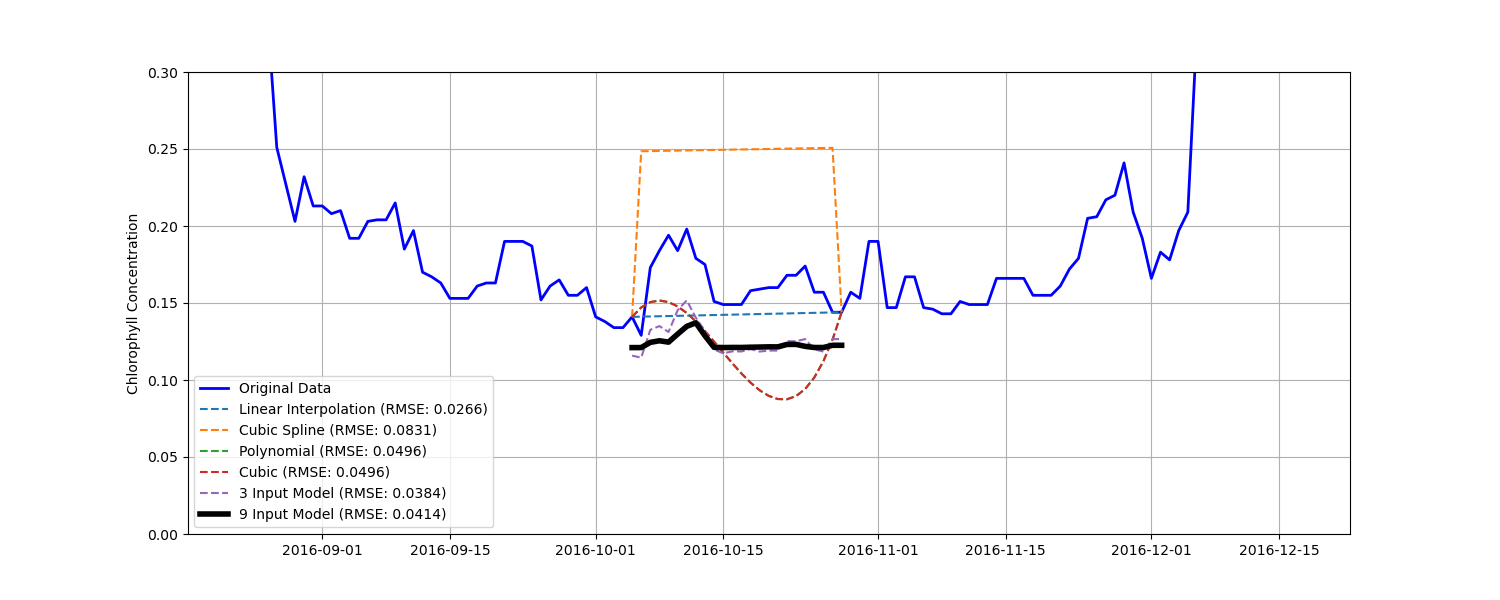 0.30
0.25
0.20
0.15
0.10
0.05
0.00
Chlorophyll Concentration
Original Data
Linear Interpolation (RMSE: 0.0266)
Cubic Spline (RMSE: 0.0831)
Polynomial (RMSE: 0.0496)
Cubic (RMSE: 0.0496)
3 Input Model (RMSE: 0.0384)
9 Input Model (RMSE: 0.0414)
2016-09-01 2016-09-15 2016-10-01 2016-10-15 2016-11-01 2016-11-15 2016-12-01 2016-12-15